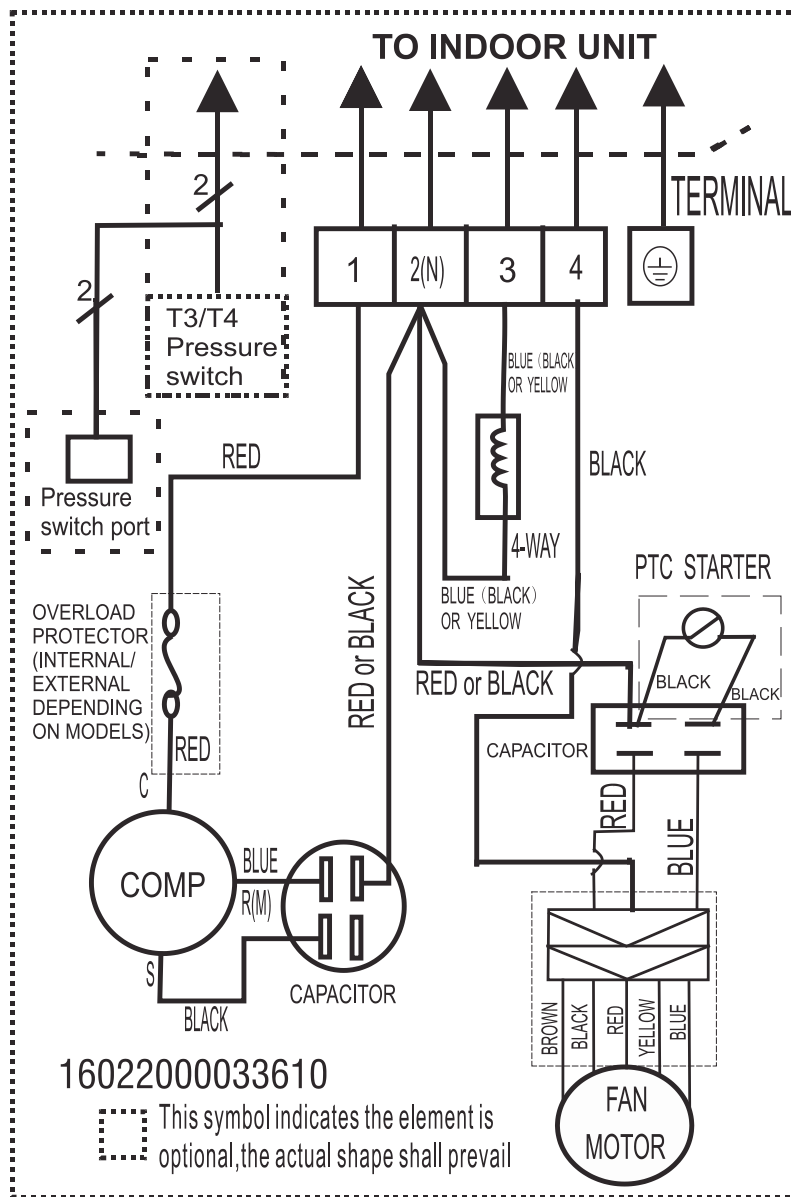 TO INDOOR UNIT
2
TERMINAL
1
2(N)
3
4
2
T3/T4
Pressure
switch
BLUE (BLACK
OR YELLOW
RED
BLACK
Pressure
switch port
4-WAY
PTC STARTER
BLUE (BLACK)
OR YELLOW
OVERLOAD
PROTECTOR
(INTERNAL/
EXTERNAL
DEPENDING
ON MODELS)
RED or BLACK
RED or BLACK
BLACK
BLACK
RED
CAPACITOR
C
RED
BLUE
COMP
BLUE
R(M)
S
CAPACITOR
BLACK
BROWN
BLACK
RED
YELLOW
BLUE
16022000033610
FAN
MOTOR
This symbol indicates the element is
optional,the actual shape shall prevail